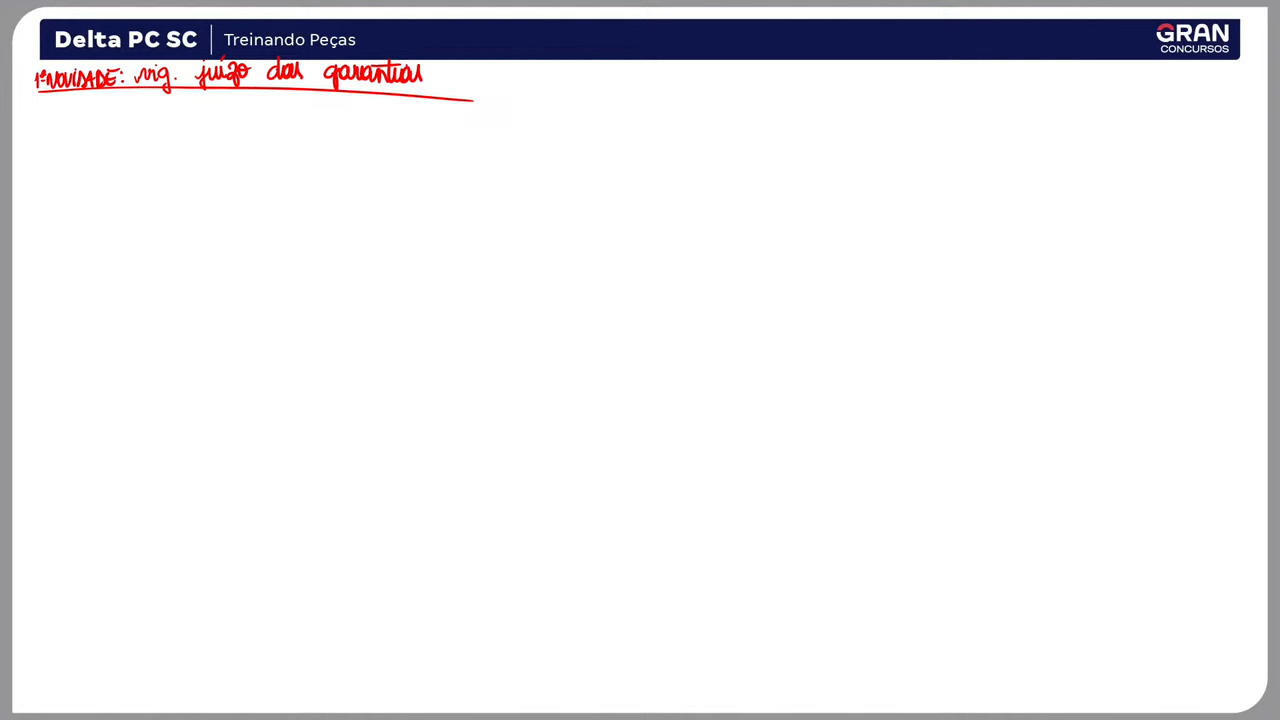 Delta PC SC
Treinando Peças
GRAN
CONCURSOS
1ª NOVIDADE: vig. juízo das garantias